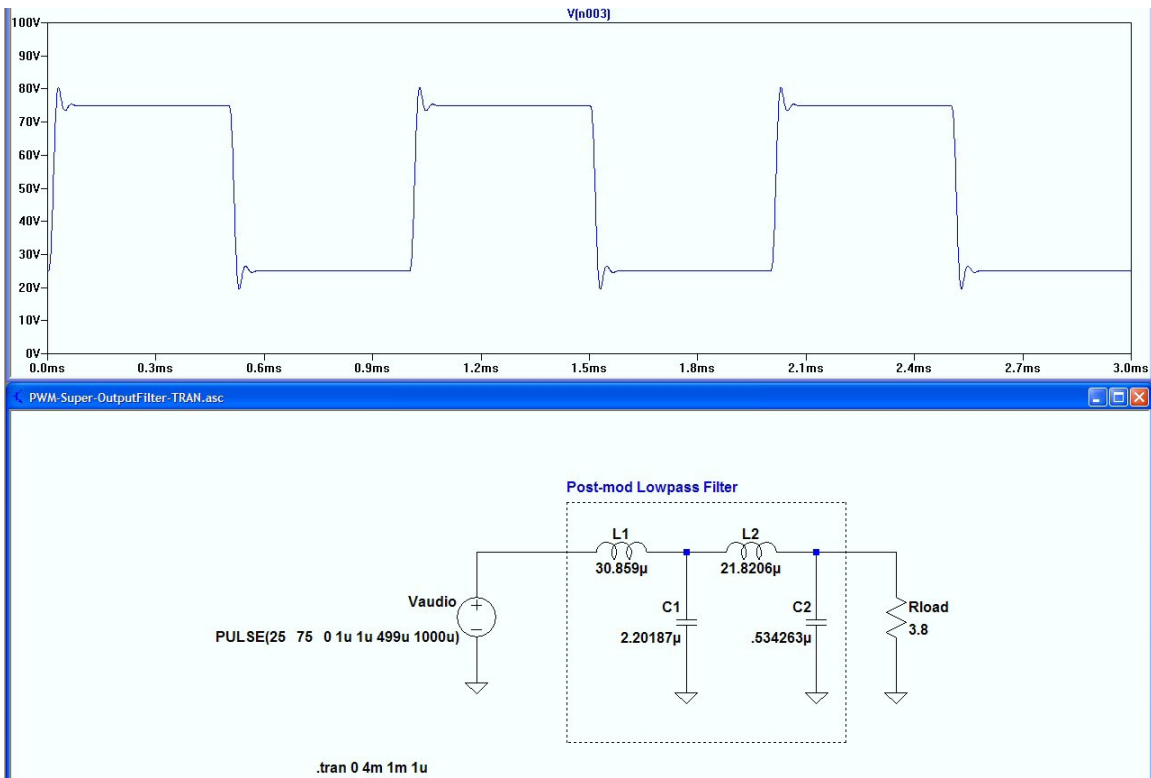 V(n003)
100V
90V
80V
70V
60V
50V
40V
30V
20V
10V
0V
0.0ms 0.3ms 0.6ms 0.9ms 1.2ms 1.5ms 1.8ms 2.1ms 2.4ms 2.7ms 3.0ms
PWM-Super-OutputFilter-TRAN.asc
Post-mod Lowpass Filter
L1 L2
30.859µ 21.8206µ
Vaudio C1 C2 Rload
PULSE(25 75 0 1u 1u 499u 1000u) 2.20187µ .534263µ 3.8
.tran 0 4m 1m 1u